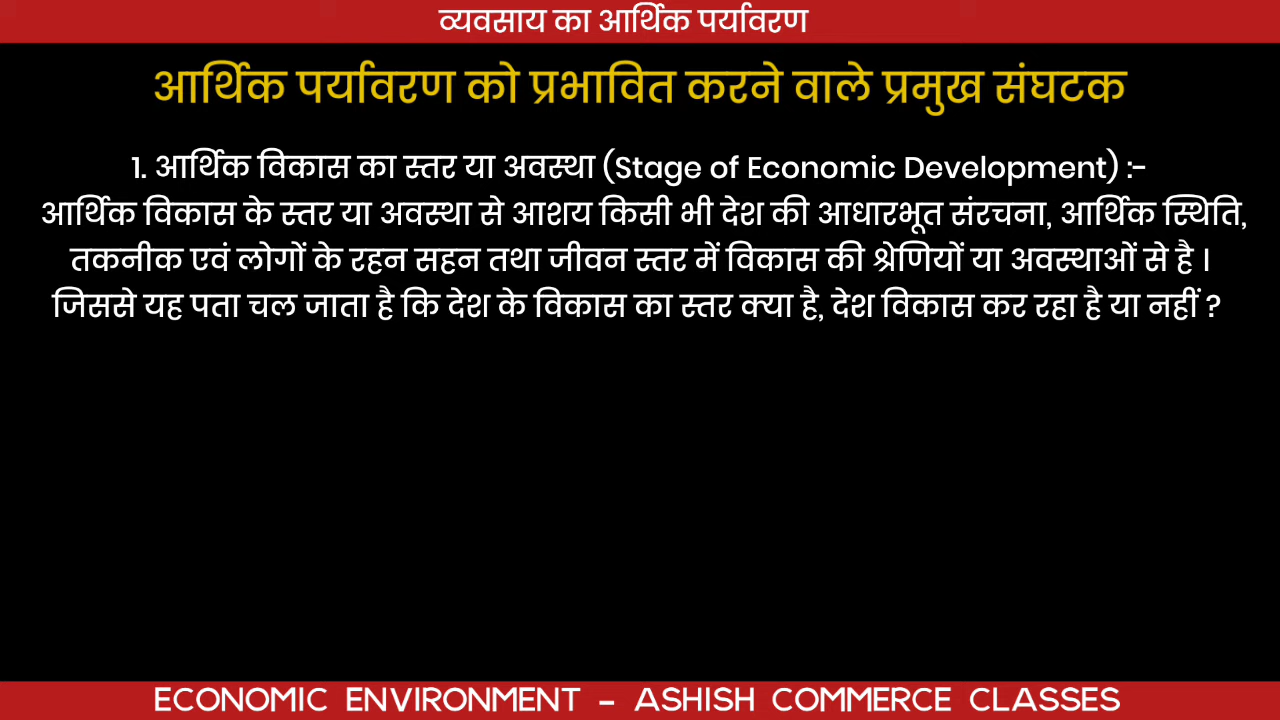 व्यवसाय का आर्थिक पर्यावरण
आर्थिक पर्यावरण को प्रभावित करने वाले प्रमुख संघटक
1. आर्थिक विकास का स्तर या अवस्था (Stage of Economic Development) :-
आर्थिक विकास के स्तर या अवस्था से आशय किसी भी देश की आधारभूत संरचना, आर्थिक स्थिति,
तकनीक एवं लोगों के रहन सहन तथा जीवन स्तर में विकास की श्रेणियों या अवस्थाओं से है ।
जिससे यह पता चल जाता है कि देश के विकास का स्तर क्या है, देश विकास कर रहा है या नहीं ?
ECONOMIC ENVIRONMENT - ASHISH COMMERCE CLASSES